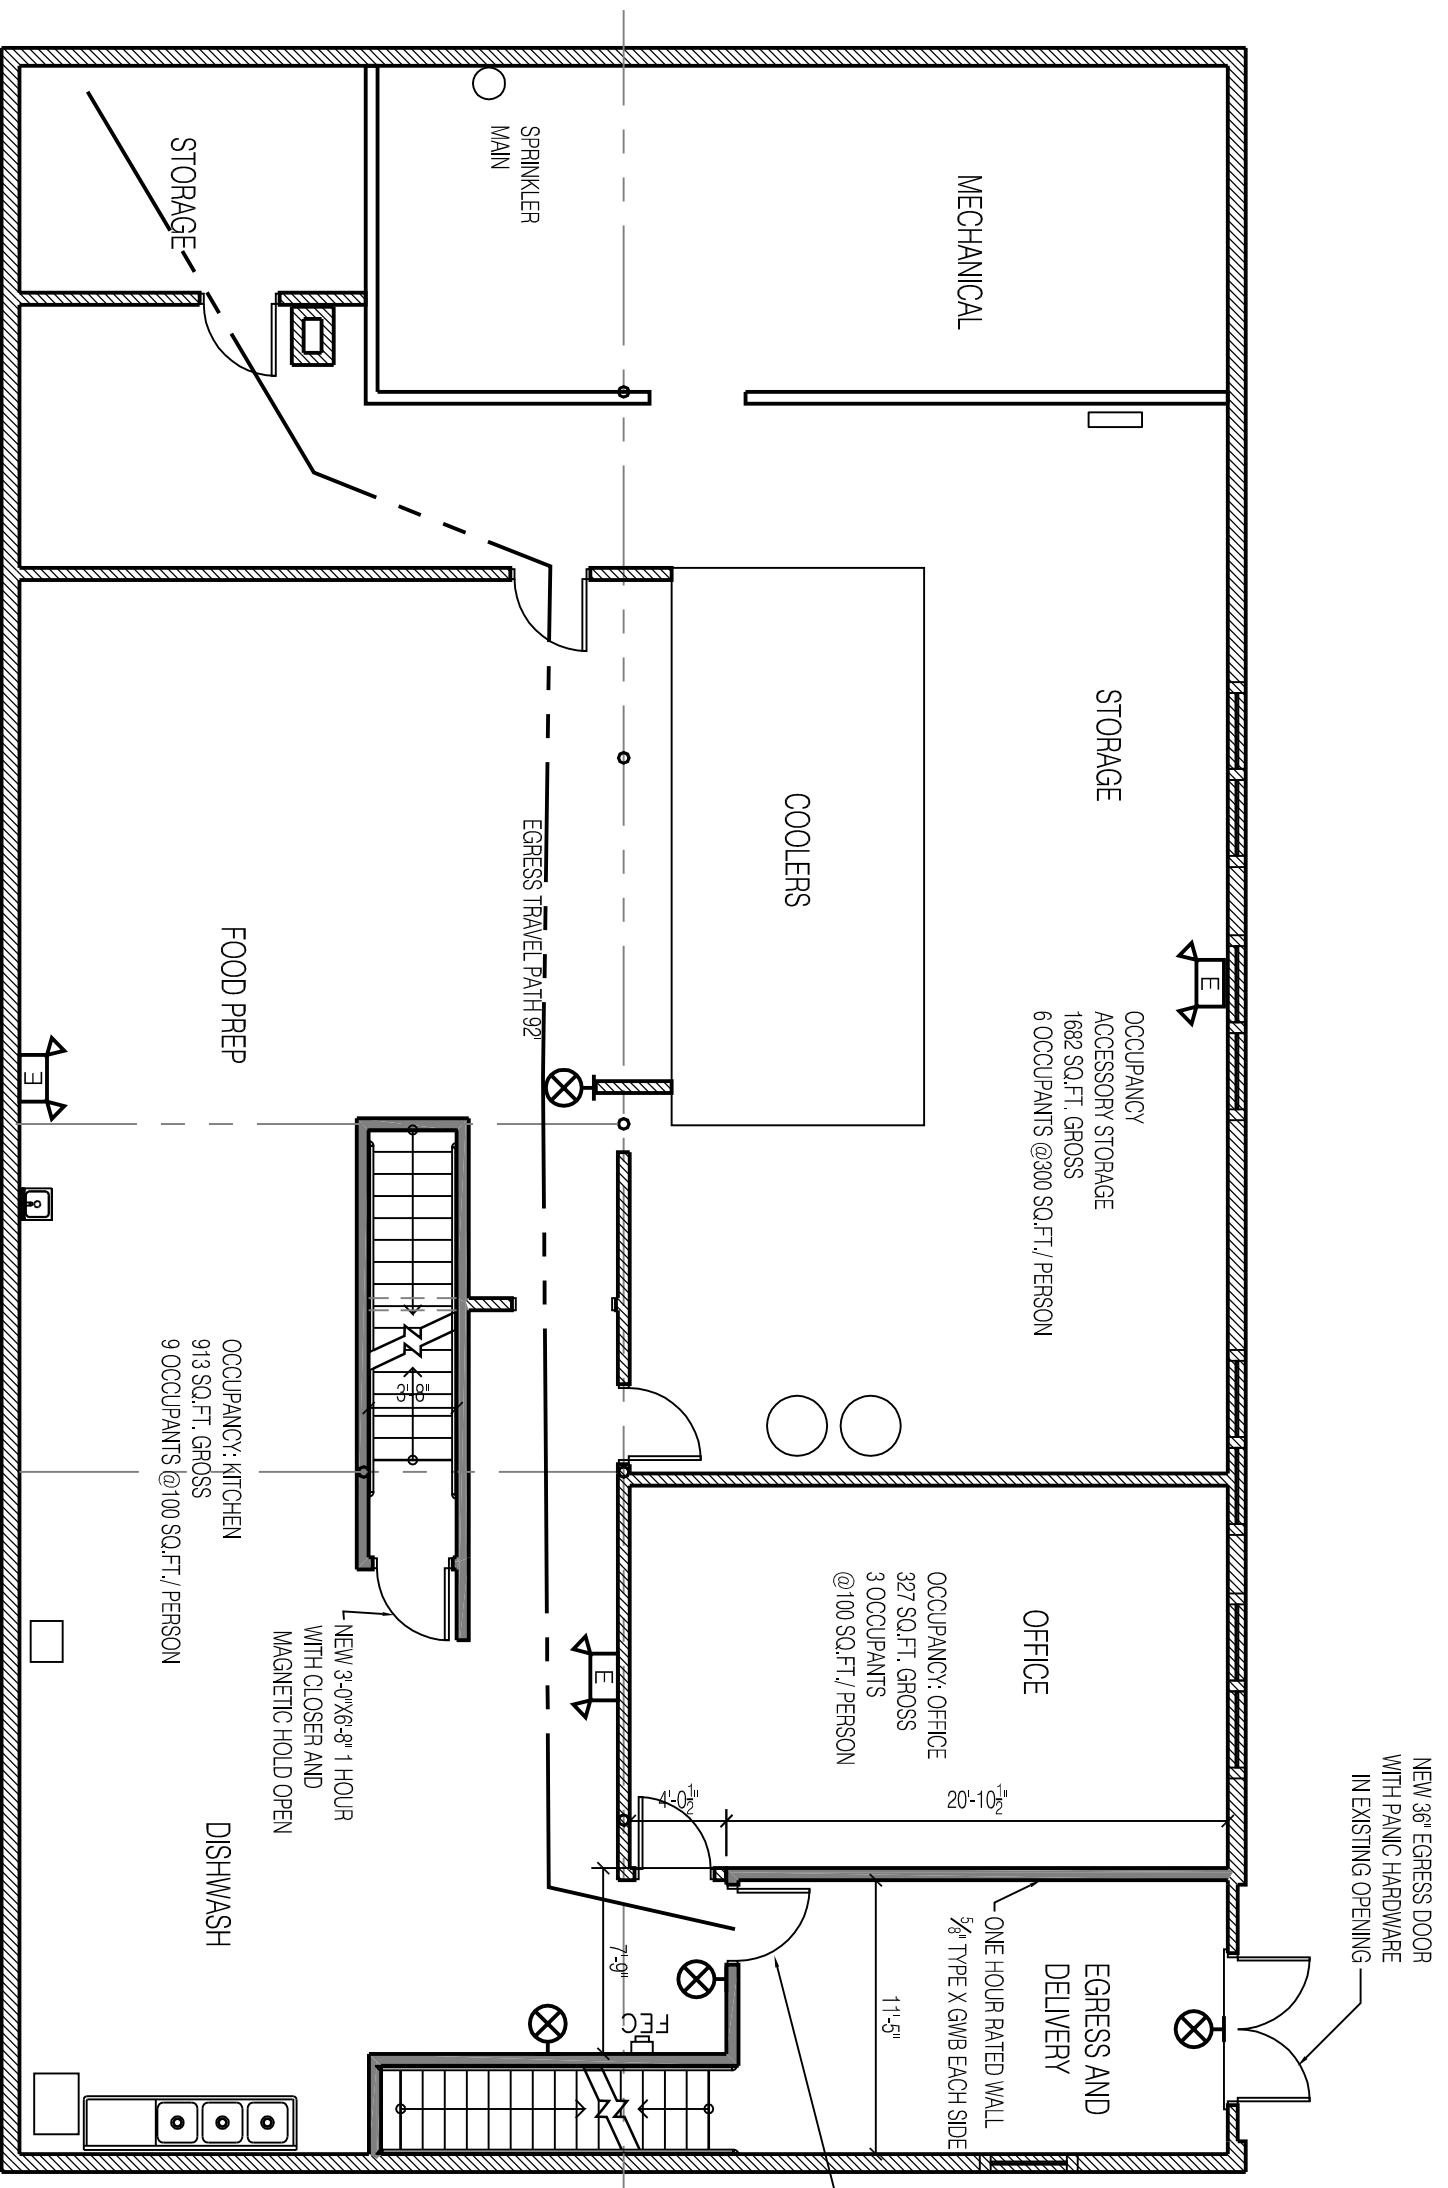 NEW 36" EGRESS DOOR
WITH PANIC HARDWARE
IN EXISTING OPENING
MECHANICAL
SPRINKLER
MAIN
STORAGE
STORAGE
COOLERS
E
OCCUPANCY
ACCESSORY STORAGE
1682 SQ.FT. GROSS
6 OCCUPANTS @300 SQ.FT./ PERSON
EGRESS TRAVEL PATH 92'
FOOD PREP
E
3'-8"
OCCUPANCY: KITCHEN
913 SQ.FT. GROSS
9 OCCUPANTS @100 SQ.FT./ PERSON
OFFICE
OCCUPANCY: OFFICE
327 SQ.FT. GROSS
3 OCCUPANTS
@100 SQ.FT./ PERSON
E
NEW 3'-0"X6'-8" 1 HOUR
WITH CLOSER AND
MAGNETIC HOLD OPEN
4'-0½"
20'-10½"
DISHWASH
7'-9"
FEC
11'-5"
ONE HOUR RATED WALL
⅝" TYPE X GWB EACH SIDE
EGRESS AND
DELIVERY